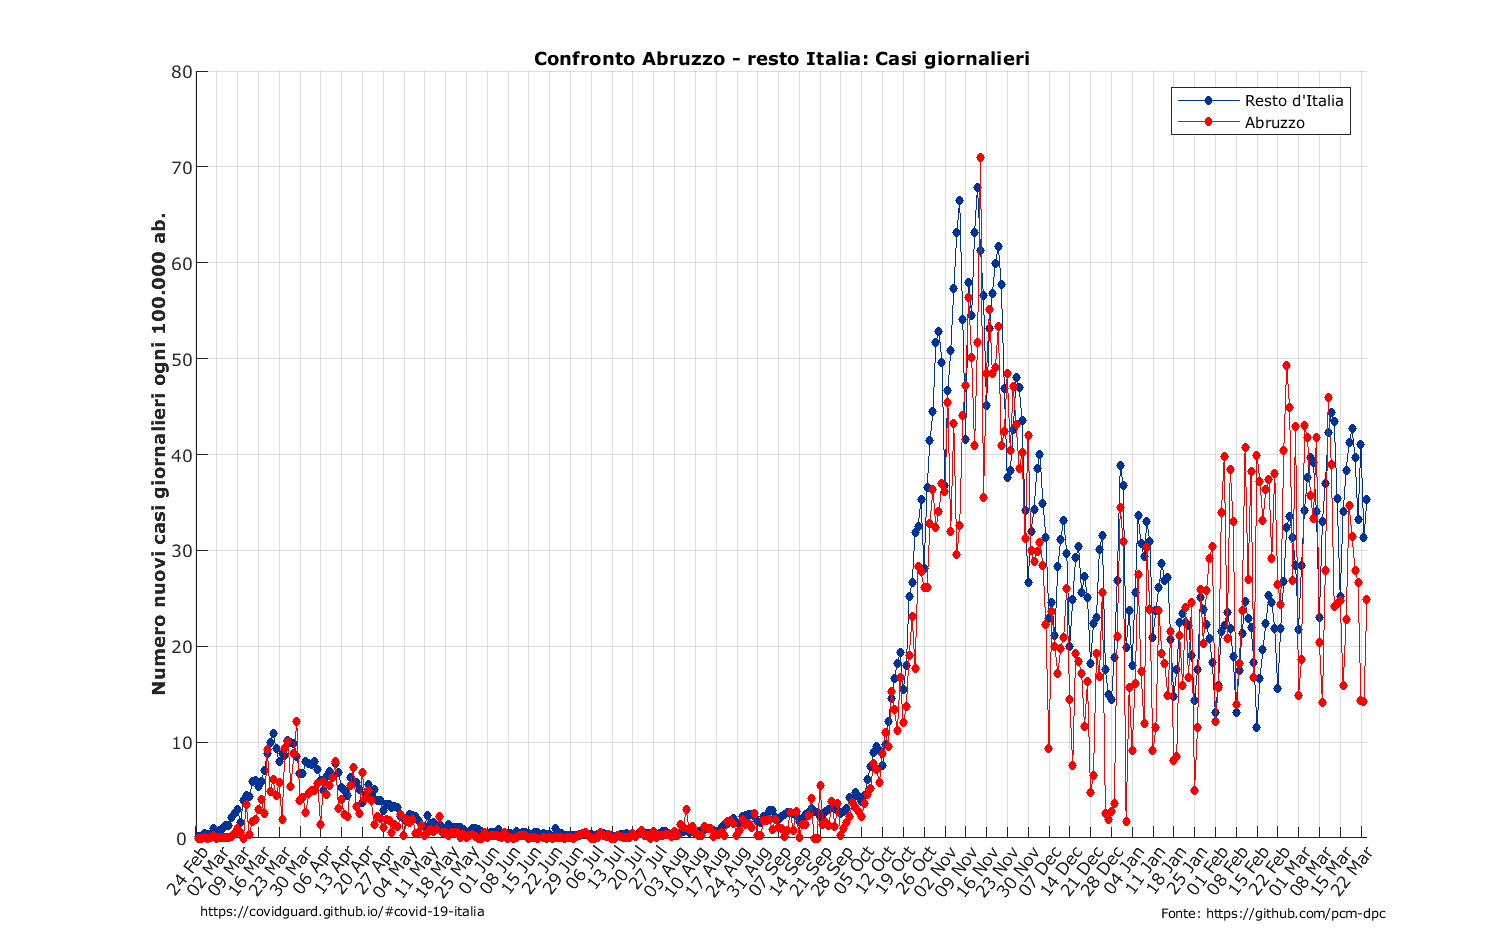 Confronto Abruzzo - resto Italia: Casi giornalieri
Numero nuovi casi giornalieri ogni 100.000 ab.
80
70
60
50
40
30
20
10
0
Resto d'Italia
Abruzzo
24 Feb
02 Mar
09 Mar
16 Mar
23 Mar
30 Mar
06 Apr
13 Apr
20 Apr
27 Apr
04 May
11 May
18 May
25 May
01 Jun
08 Jun
15 Jun
22 Jun
29 Jun
06 Jul
13 Jul
20 Jul
27 Jul
03 Aug
10 Aug
17 Aug
24 Aug
31 Aug
07 Sep
14 Sep
21 Sep
28 Sep
05 Oct
12 Oct
19 Oct
26 Oct
02 Nov
09 Nov
16 Nov
23 Nov
30 Nov
07 Dec
14 Dec
21 Dec
28 Dec
04 Jan
11 Jan
18 Jan
25 Jan
01 Feb
08 Feb
15 Feb
22 Feb
01 Mar
08 Mar
15 Mar
22 Mar
https://covidguard.github.io/#covid-19-italia
Fonte: https://github.com/pcm-dpc